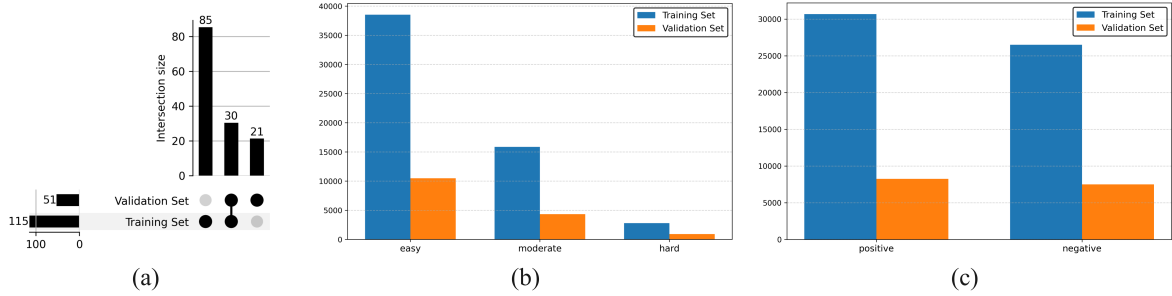 85
80
60
40
20
0
Intersection size
30
21
51
Validation Set
115
Training Set
100 0
(a)
40000
35000
30000
25000
20000
15000
10000
5000
0
Training Set
Validation Set
easy moderate hard
(b)
30000
25000
20000
15000
10000
5000
0
Training Set
Validation Set
positive negative
(c)